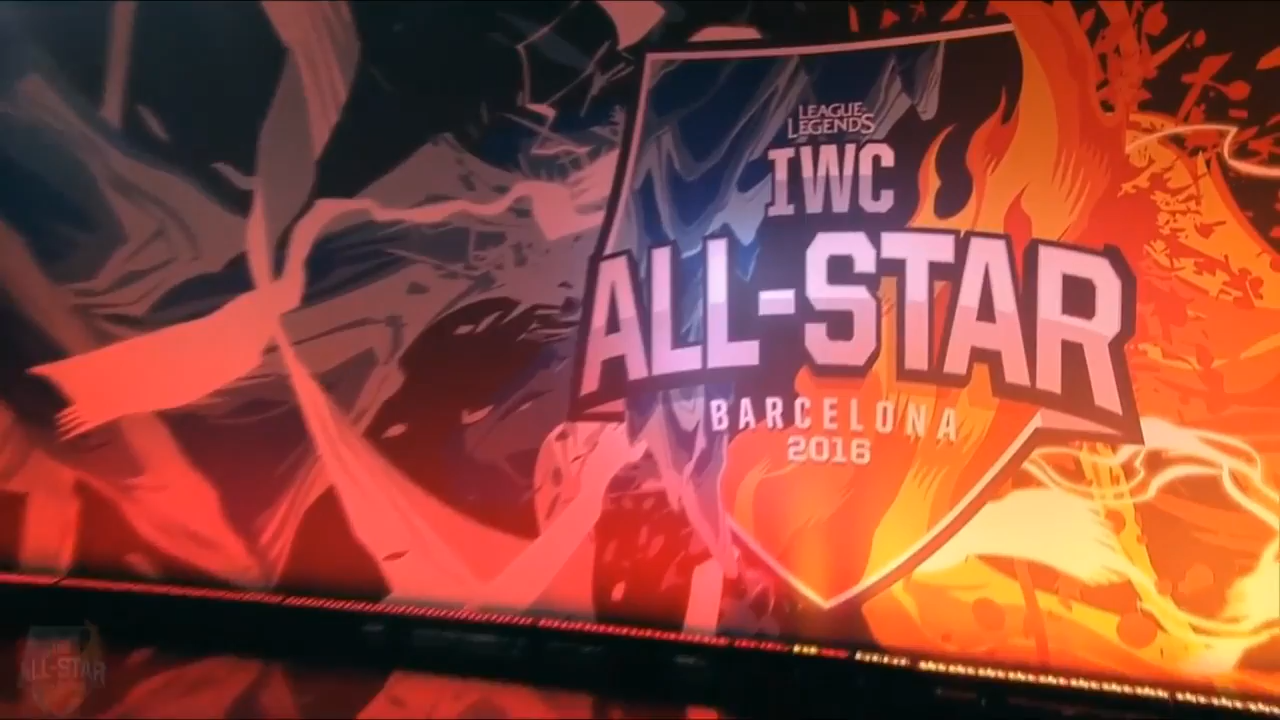 LEAGUE OF
LEGENDS
IWC
ALL-STAR
BARCELONA
2016
ALL-STAR